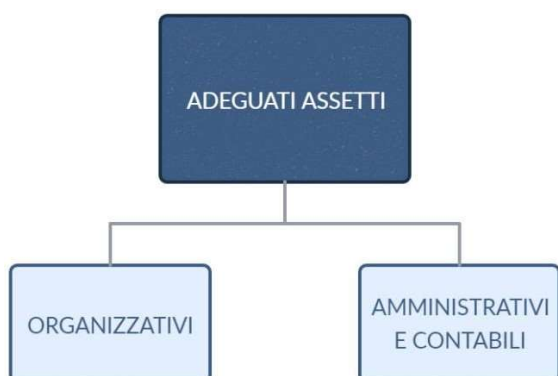 ADEGUATI ASSETTI
ORGANIZZATIVI
AMMINISTRATIVI
E CONTABILI